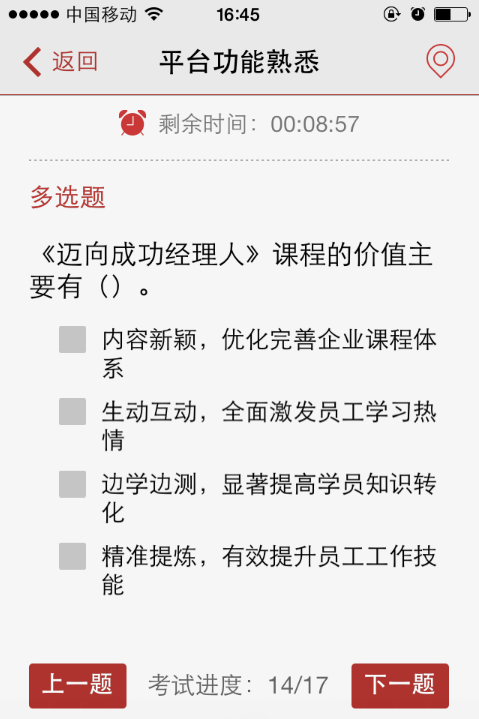 中国移动 16:45
返回 平台功能熟悉
剩余时间：00:08:57
多选题
《迈向成功经理人》课程的价值主
要有（）。
内容新颖，优化完善企业课程体
系
生动互动，全面激发员工学习热
情
边学边测，显著提高学员知识转
化
精准提炼，有效提升员工工作技
能
上一题 考试进度：14/17 下一题